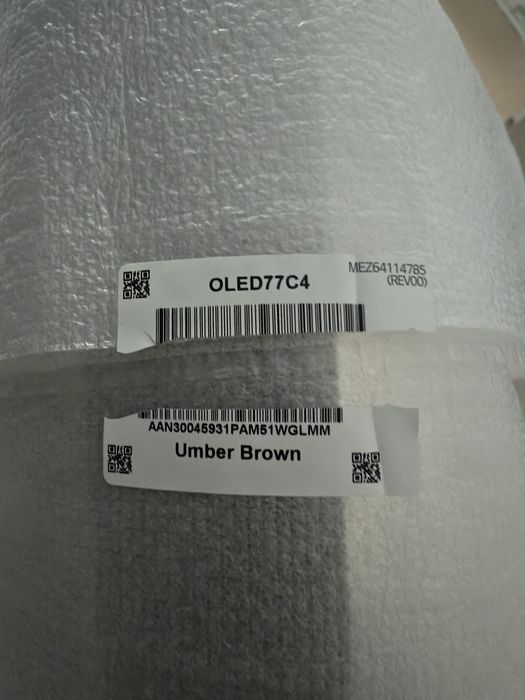 OLED77C4
MEZ64114785
(REV00)
AAN30045931PAM51WGLMM
Umber Brown